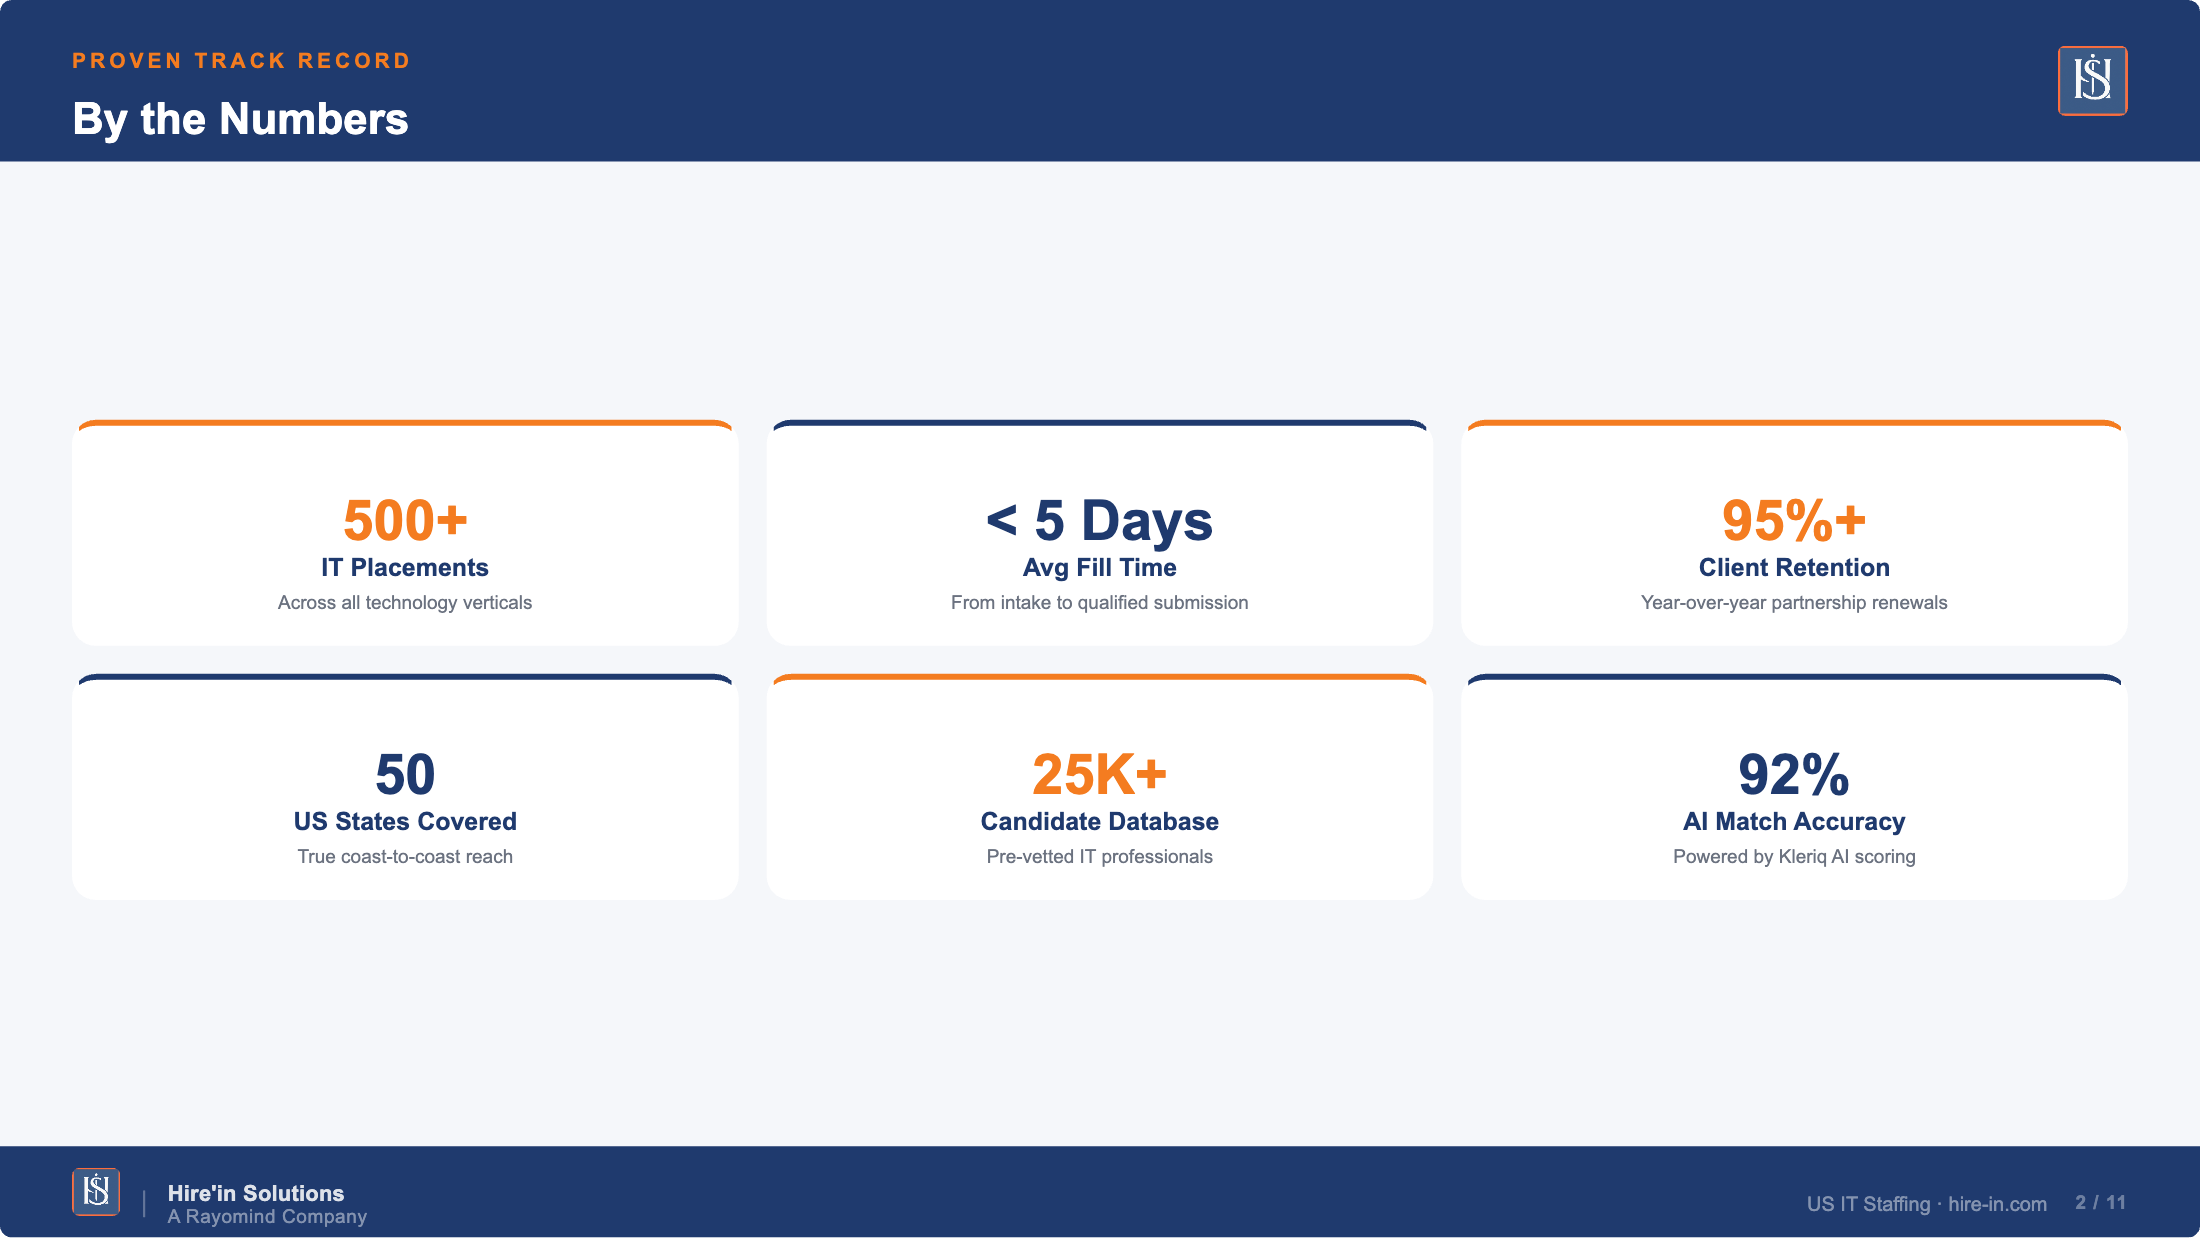 PROVEN TRACK RECORD
By the Numbers
500+
IT Placements
Across all technology verticals
< 5 Days
Avg Fill Time
From intake to qualified submission
95%+
Client Retention
Year-over-year partnership renewals
50
US States Covered
True coast-to-coast reach
25K+
Candidate Database
Pre-vetted IT professionals
92%
AI Match Accuracy
Powered by Kleriq AI scoring
Hire'in Solutions
A Rayomind Company
US IT Staffing · hire-in.com
2 / 11